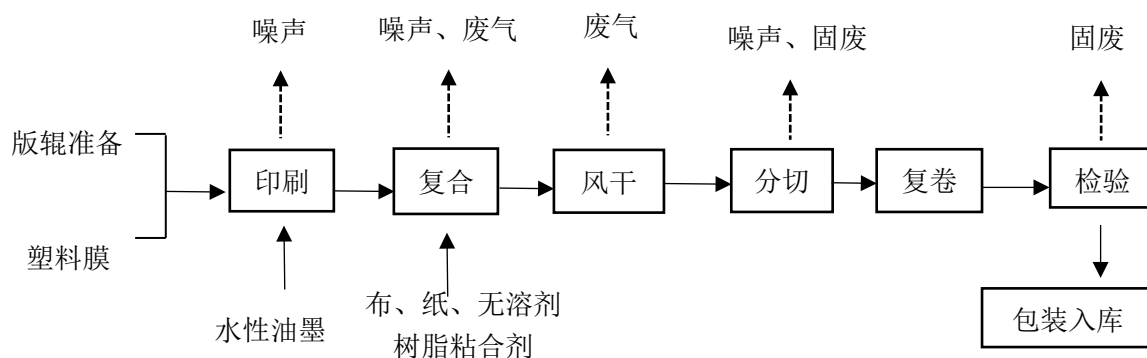 噪声
噪声、废气
废气
噪声、固废
固废
版辊准备
印刷
复合
风干
分切
复卷
检验
塑料膜
水性油墨
布、纸、无溶剂
树脂粘合剂
包装入库